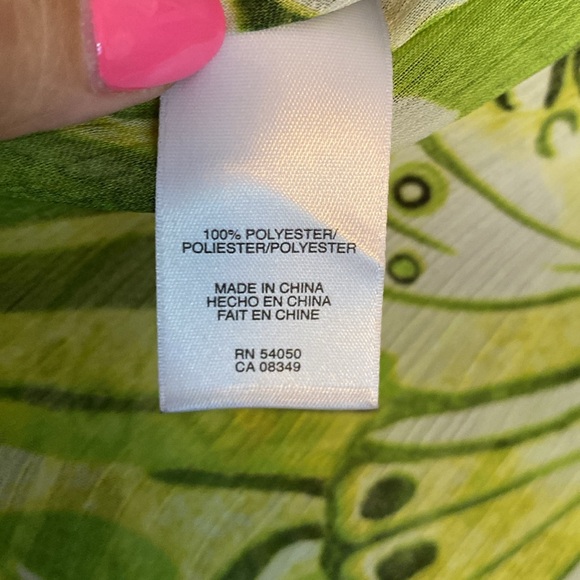 100% POLYESTER/
POLIESTER/POLYESTER
MADE IN CHINA
HECHO EN CHINA
FAIT EN CHINE
RN 54050
CA 08349